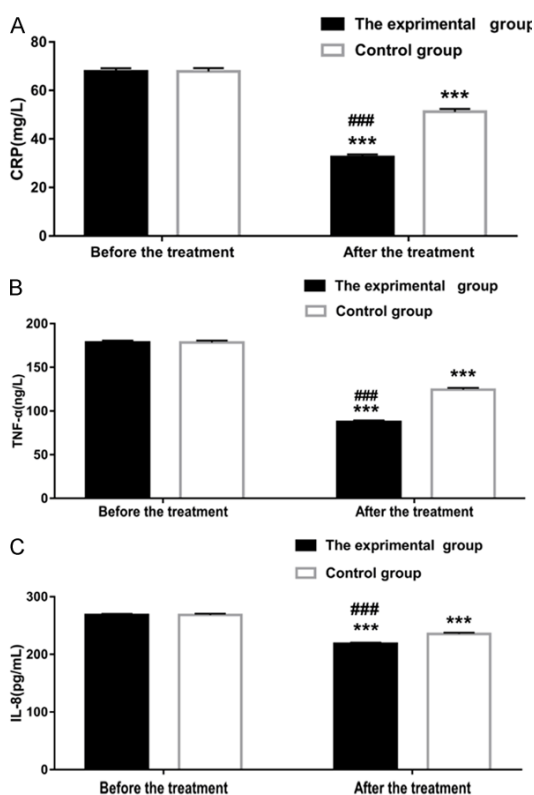 A
The exprimental group
Control group
CRP(mg/L)
80
60
40
20
0
###
***
***
Before the treatment
After the treatment
B
The exprimental group
Control group
TNF-α(ng/L)
200
150
100
50
0
###
***
***
Before the treatment
After the treatment
C
The exprimental group
Control group
IL-8(pg/mL)
300
200
100
0
###
***
***
Before the treatment
After the treatment